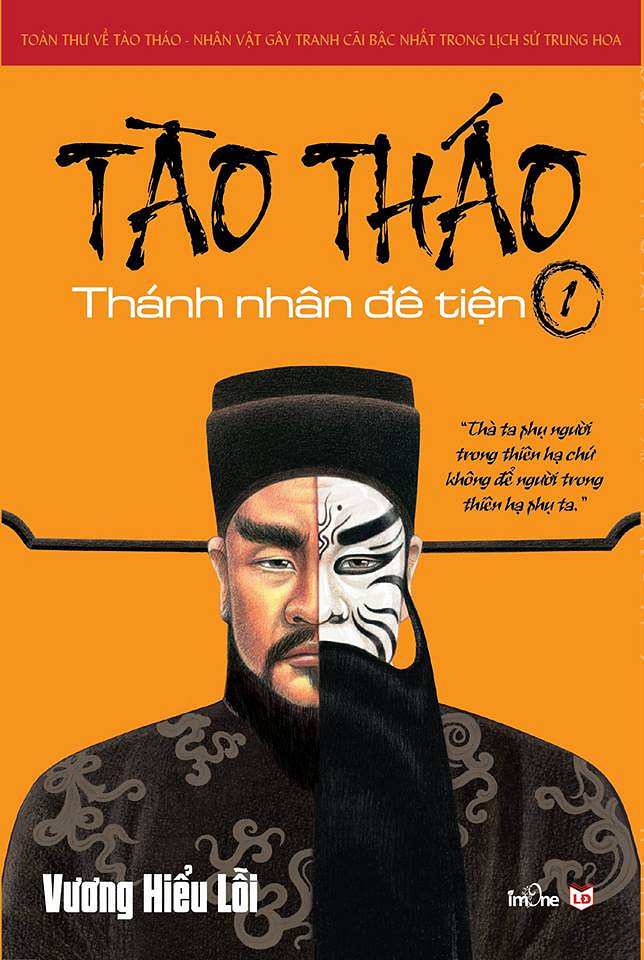 TOÀN THƯ VỀ TÀO THÁO - NHÂN VẬT GÂY TRANH CÃI BẬC NHẤT TRONG LỊCH SỬ TRUNG HOA
TÀO THÁO
Thánh nhân đê tiện 1
“Thà ta phụ người
trong thiên hạ chứ
không để người trong
thiên hạ phụ ta.”
Vương Hiểu Lỗi
1mOne LĐ